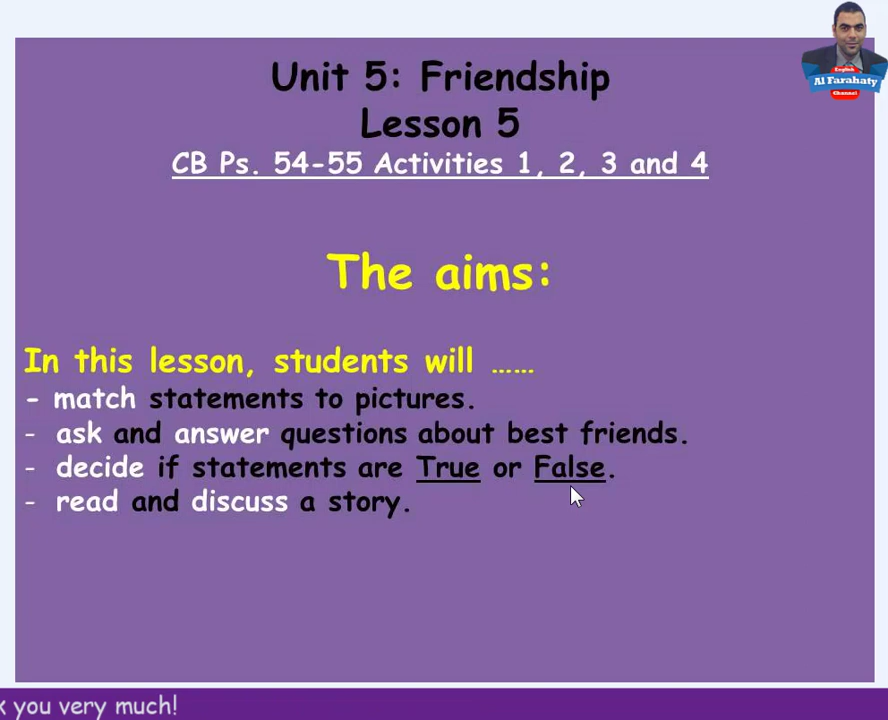 English
Al Farahaty
Channel
Unit 5: Friendship
Lesson 5
CB Ps. 54-55 Activities 1, 2, 3 and 4
The aims:
In this lesson, students will ......
- match statements to pictures.
- ask and answer questions about best friends.
- decide if statements are True or False.
- read and discuss a story.
you very much!